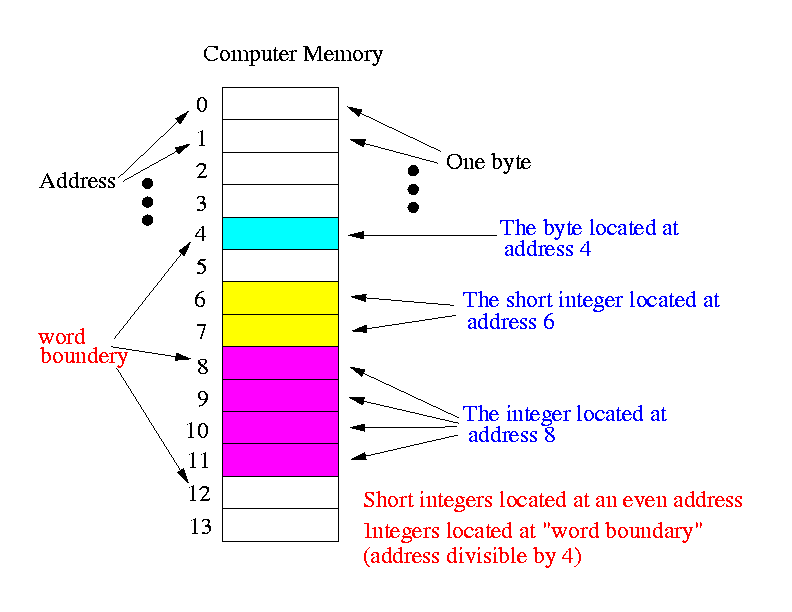 Computer Memory
0
1
One byte
2
Address
3
4
The byte located at
address 4
5
6
The short integer located at
address 6
7
word
boundery
8
9
The integer located at
address 8
10
11
12
Short integers located at an even address
13
Integers located at "word boundary"
(address divisible by 4)